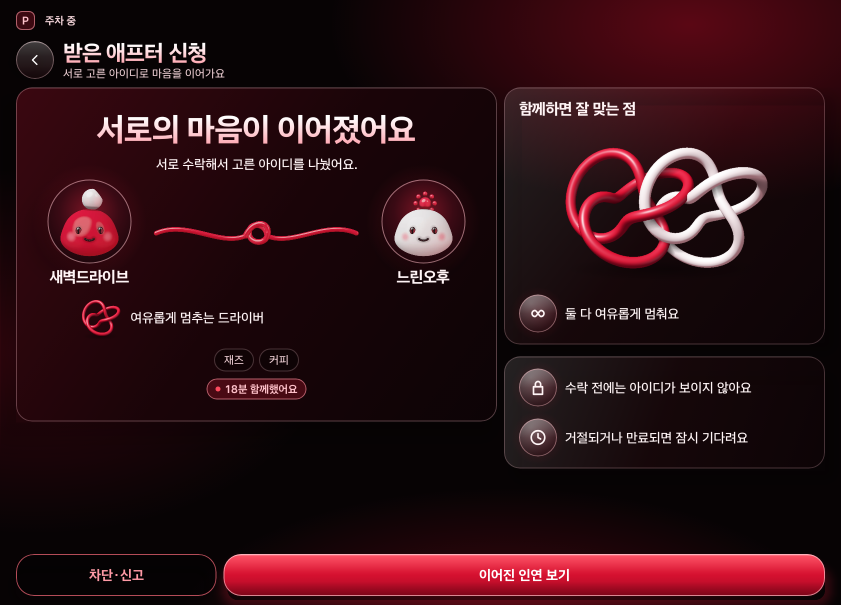 P 주차 중
받은 애프터 신청
서로 고른 아이디로 마음을 이어가요
서로의 마음이 이어졌어요
서로 수락해서 고른 아이디를 나눴어요.
새벽드라이브
느린오후
여유롭게 멈추는 드라이버
재즈 커피
18분 함께했어요
함께하면 잘 맞는 점
둘 다 여유롭게 멈춰요
수락 전에는 아이디가 보이지 않아요
거절되거나 만료되면 잠시 기다려요
차단·신고
이어진 인연 보기